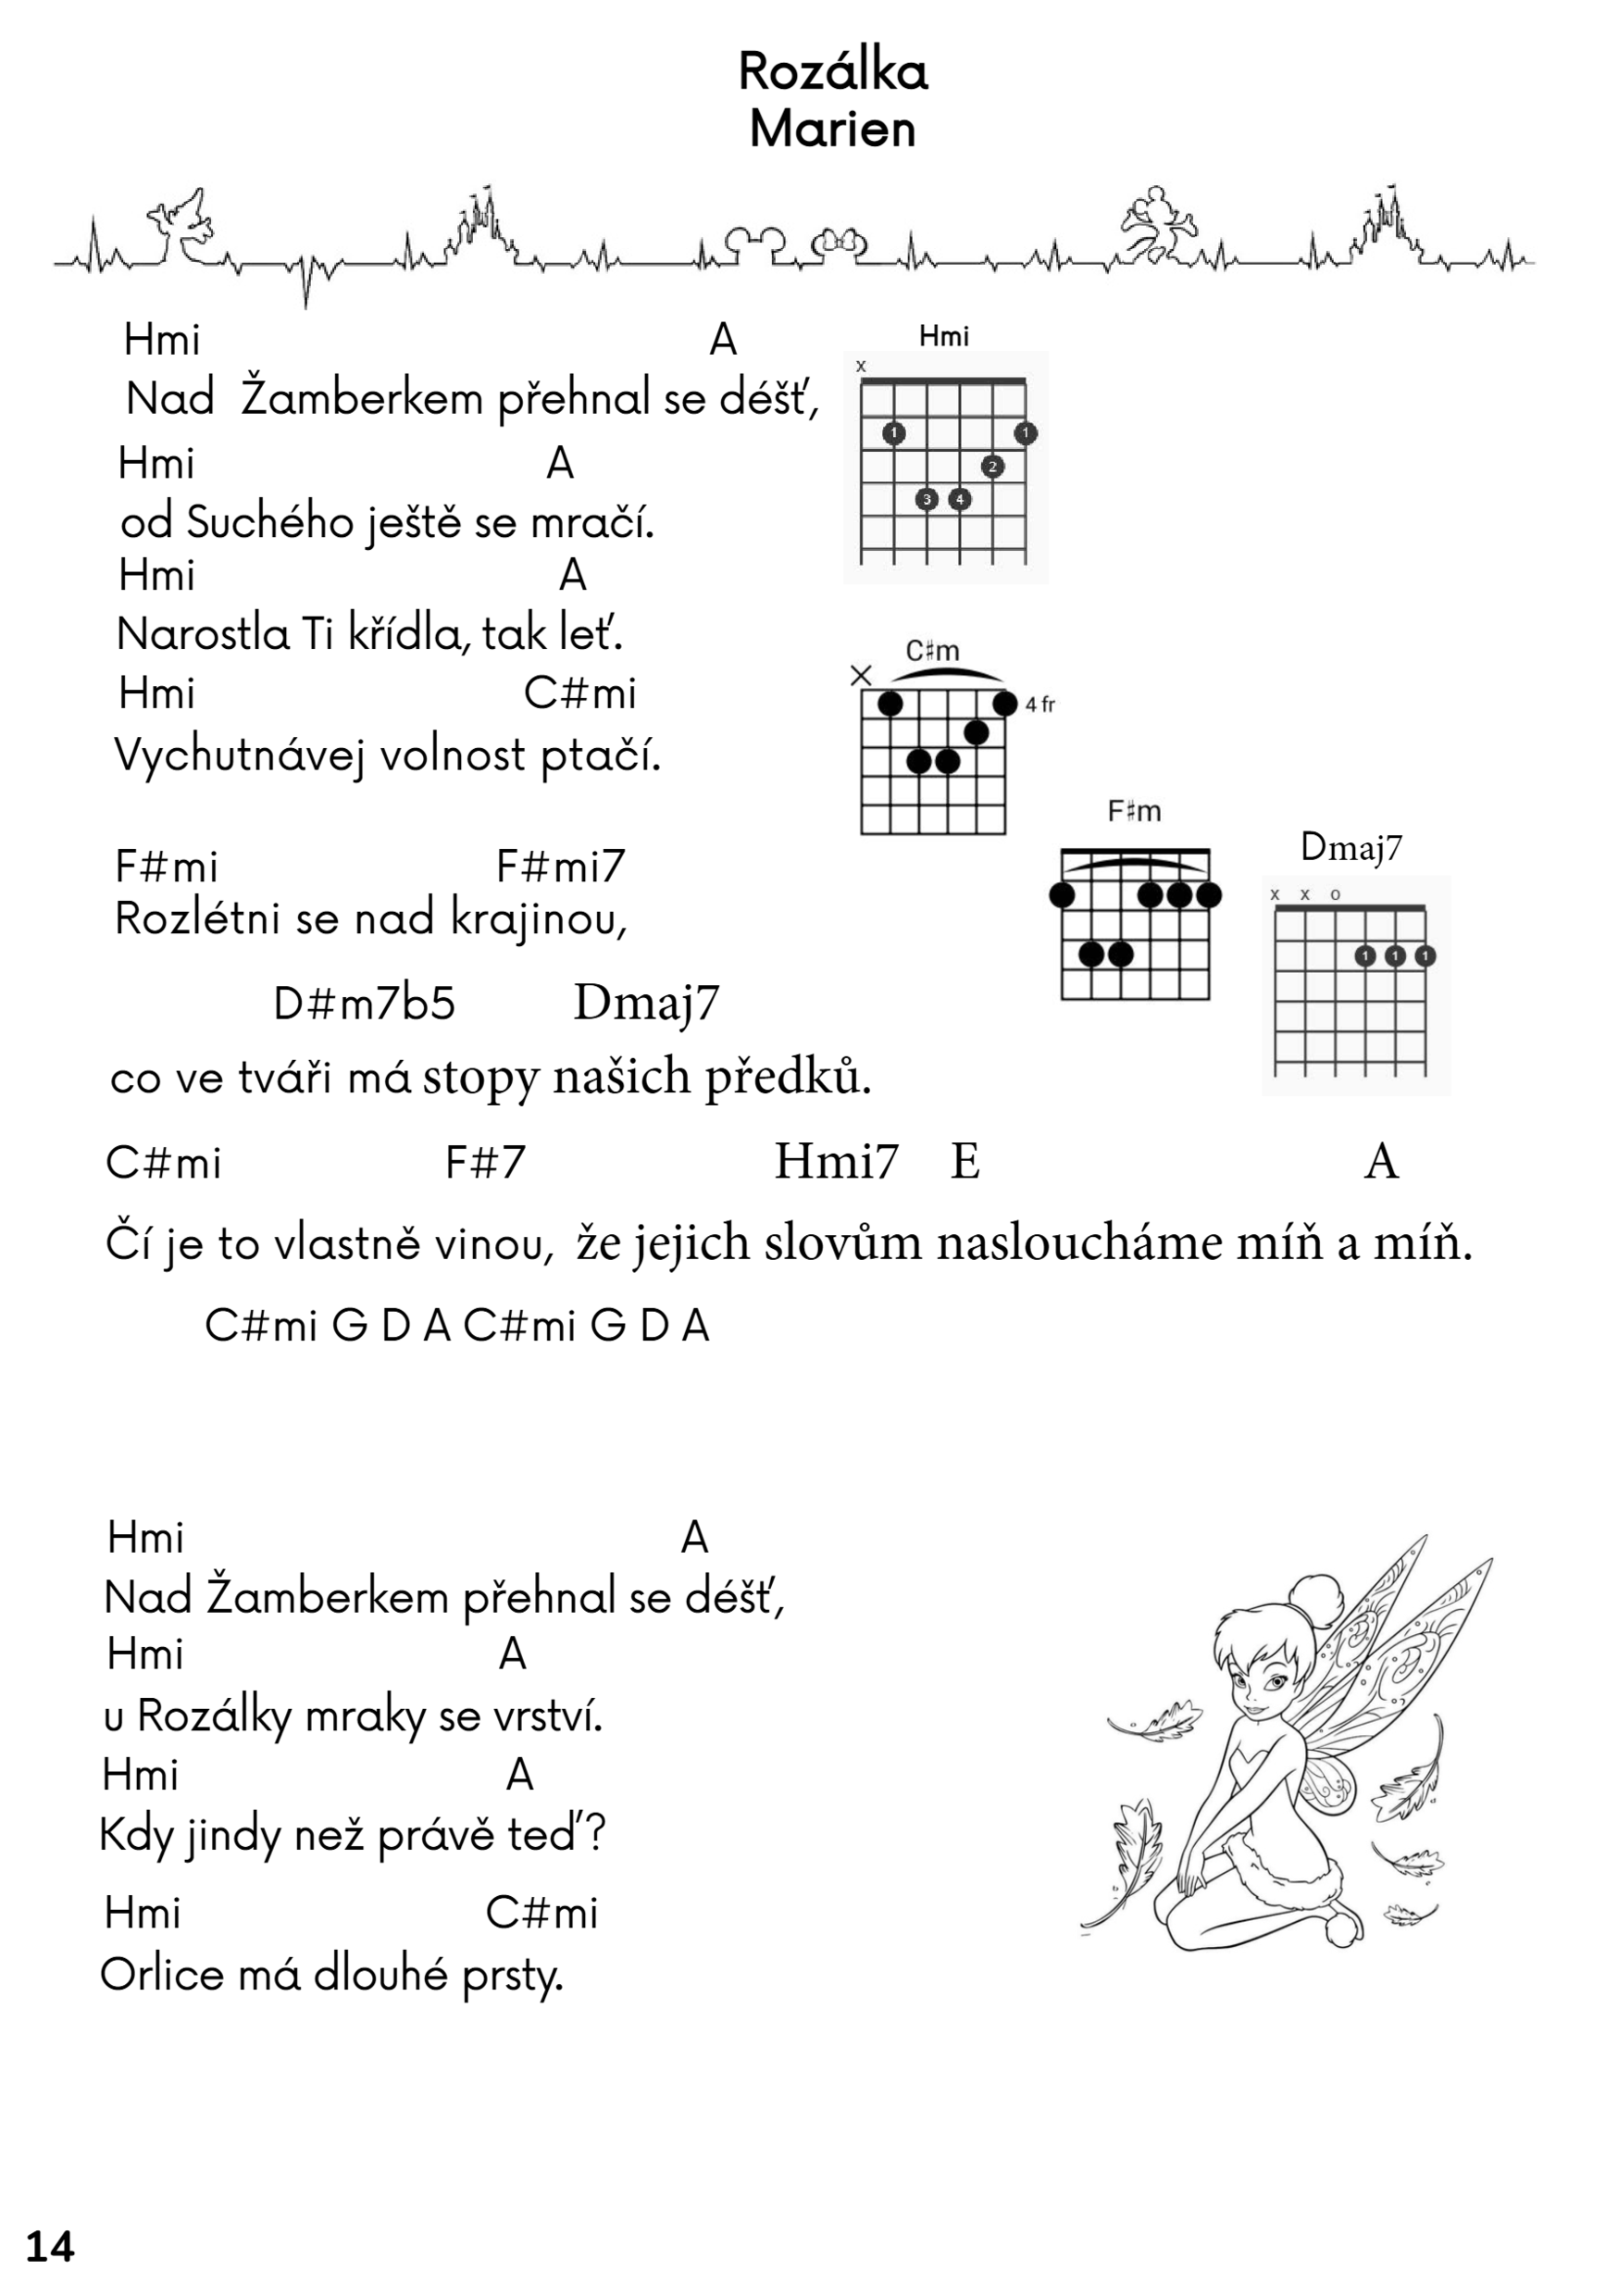 Rozálka
Marien
Hmi A
Nad Žamberkem přehnal se déšť,
Hmi A
od Suchého ještě se mračí.
Hmi A
Narostla Ti křídla, tak leť.
Hmi C#mi
Vychutnávej volnost ptačí.
Hmi
x
1 1
2
3 4
C♯m
4 fr
F♯m
Dmaj7
x x o
1 1 1
F#mi F#mi7
Rozlétni se nad krajinou,
D#m7b5 Dmaj7
co ve tváři má stopy našich předků.
C#mi F#7 Hmi7 E A
Čí je to vlastně vinou, že jejich slovům nasloucháme míň a míň.
C#mi G D A C#mi G D A
Hmi A
Nad Žamberkem přehnal se déšť,
Hmi A
u Rozálky mraky se vrství.
Hmi A
Kdy jindy než právě teď?
Hmi C#mi
Orlice má dlouhé prsty.
14